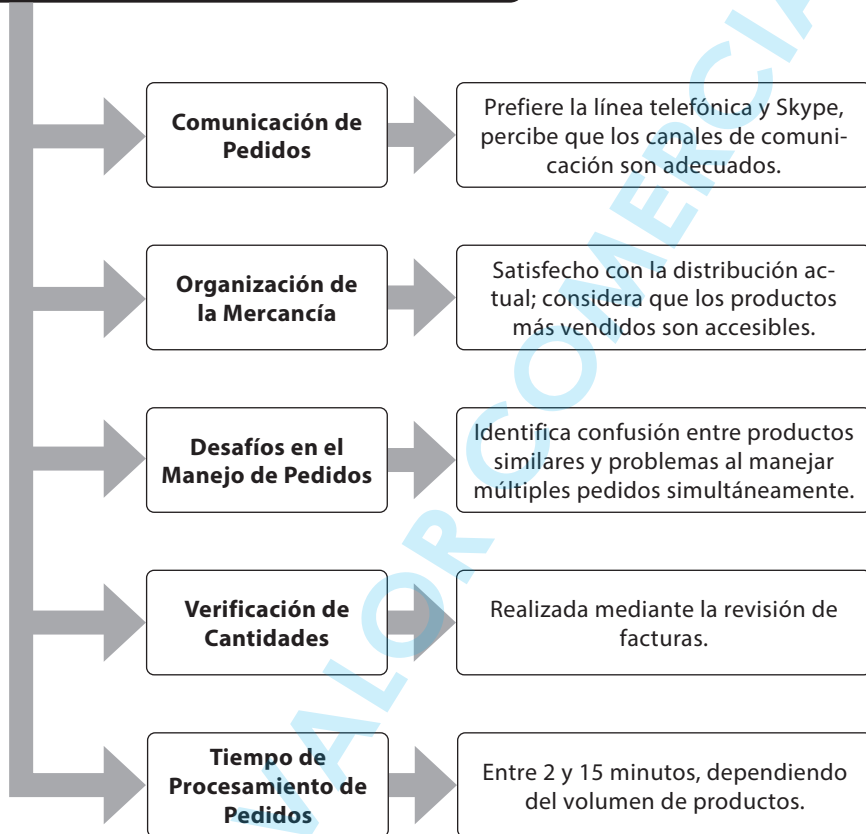 Comunicación de
Pedidos
Prefiere la línea telefónica y Skype,
percibe que los canales de comuni-
cación son adecuados.
Organización de
la Mercancía
Satisfecho con la distribución ac-
tual; considera que los productos
más vendidos son accesibles.
Desafíos en el
Manejo de Pedidos
Identifica confusión entre productos
similares y problemas al manejar
múltiples pedidos simultáneamente.
Verificación de
Cantidades
Realizada mediante la revisión de
facturas.
Tiempo de
Procesamiento de
Pedidos
Entre 2 y 15 minutos, dependiendo
del volumen de productos.
VALOR COMERCIA